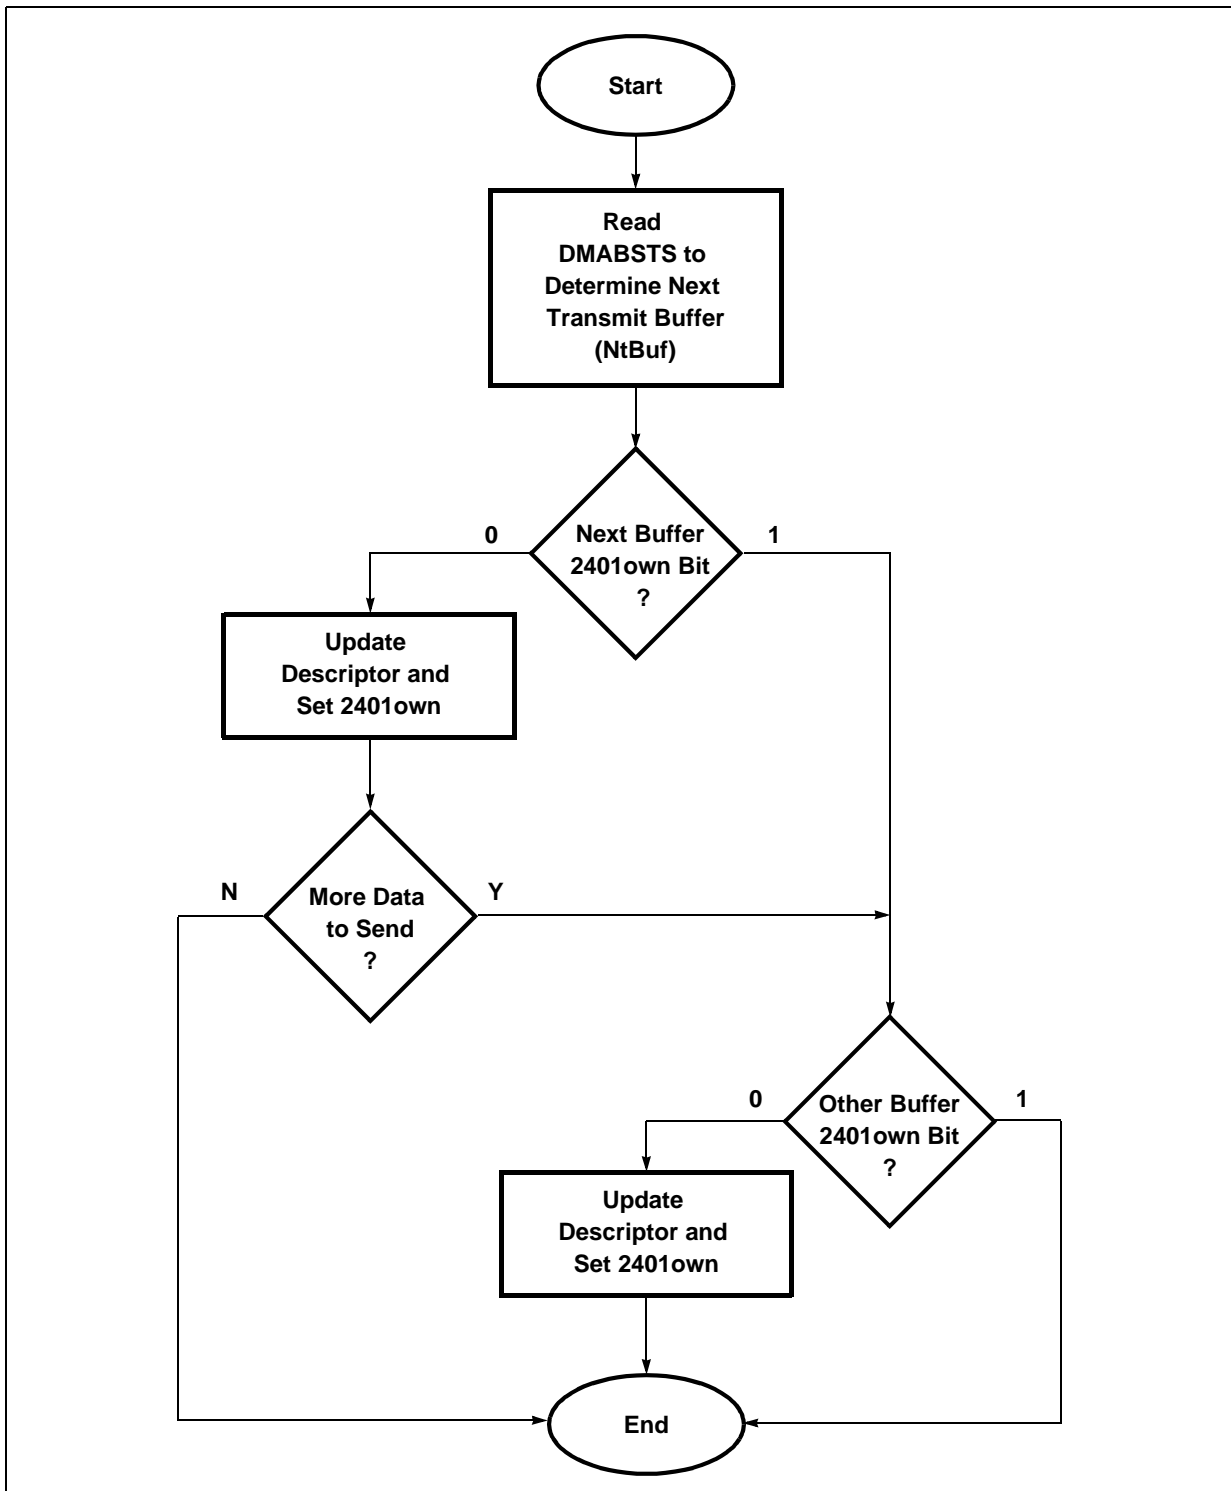 Start
Read
DMABSTS to
Determine Next
Transmit Buffer
(NtBuf)
0
Next Buffer
2401own Bit
?
1
Update
Descriptor and
Set 2401own
N
More Data
to Send
?
Y
0
Other Buffer
2401own Bit
?
1
Update
Descriptor and
Set 2401own
End